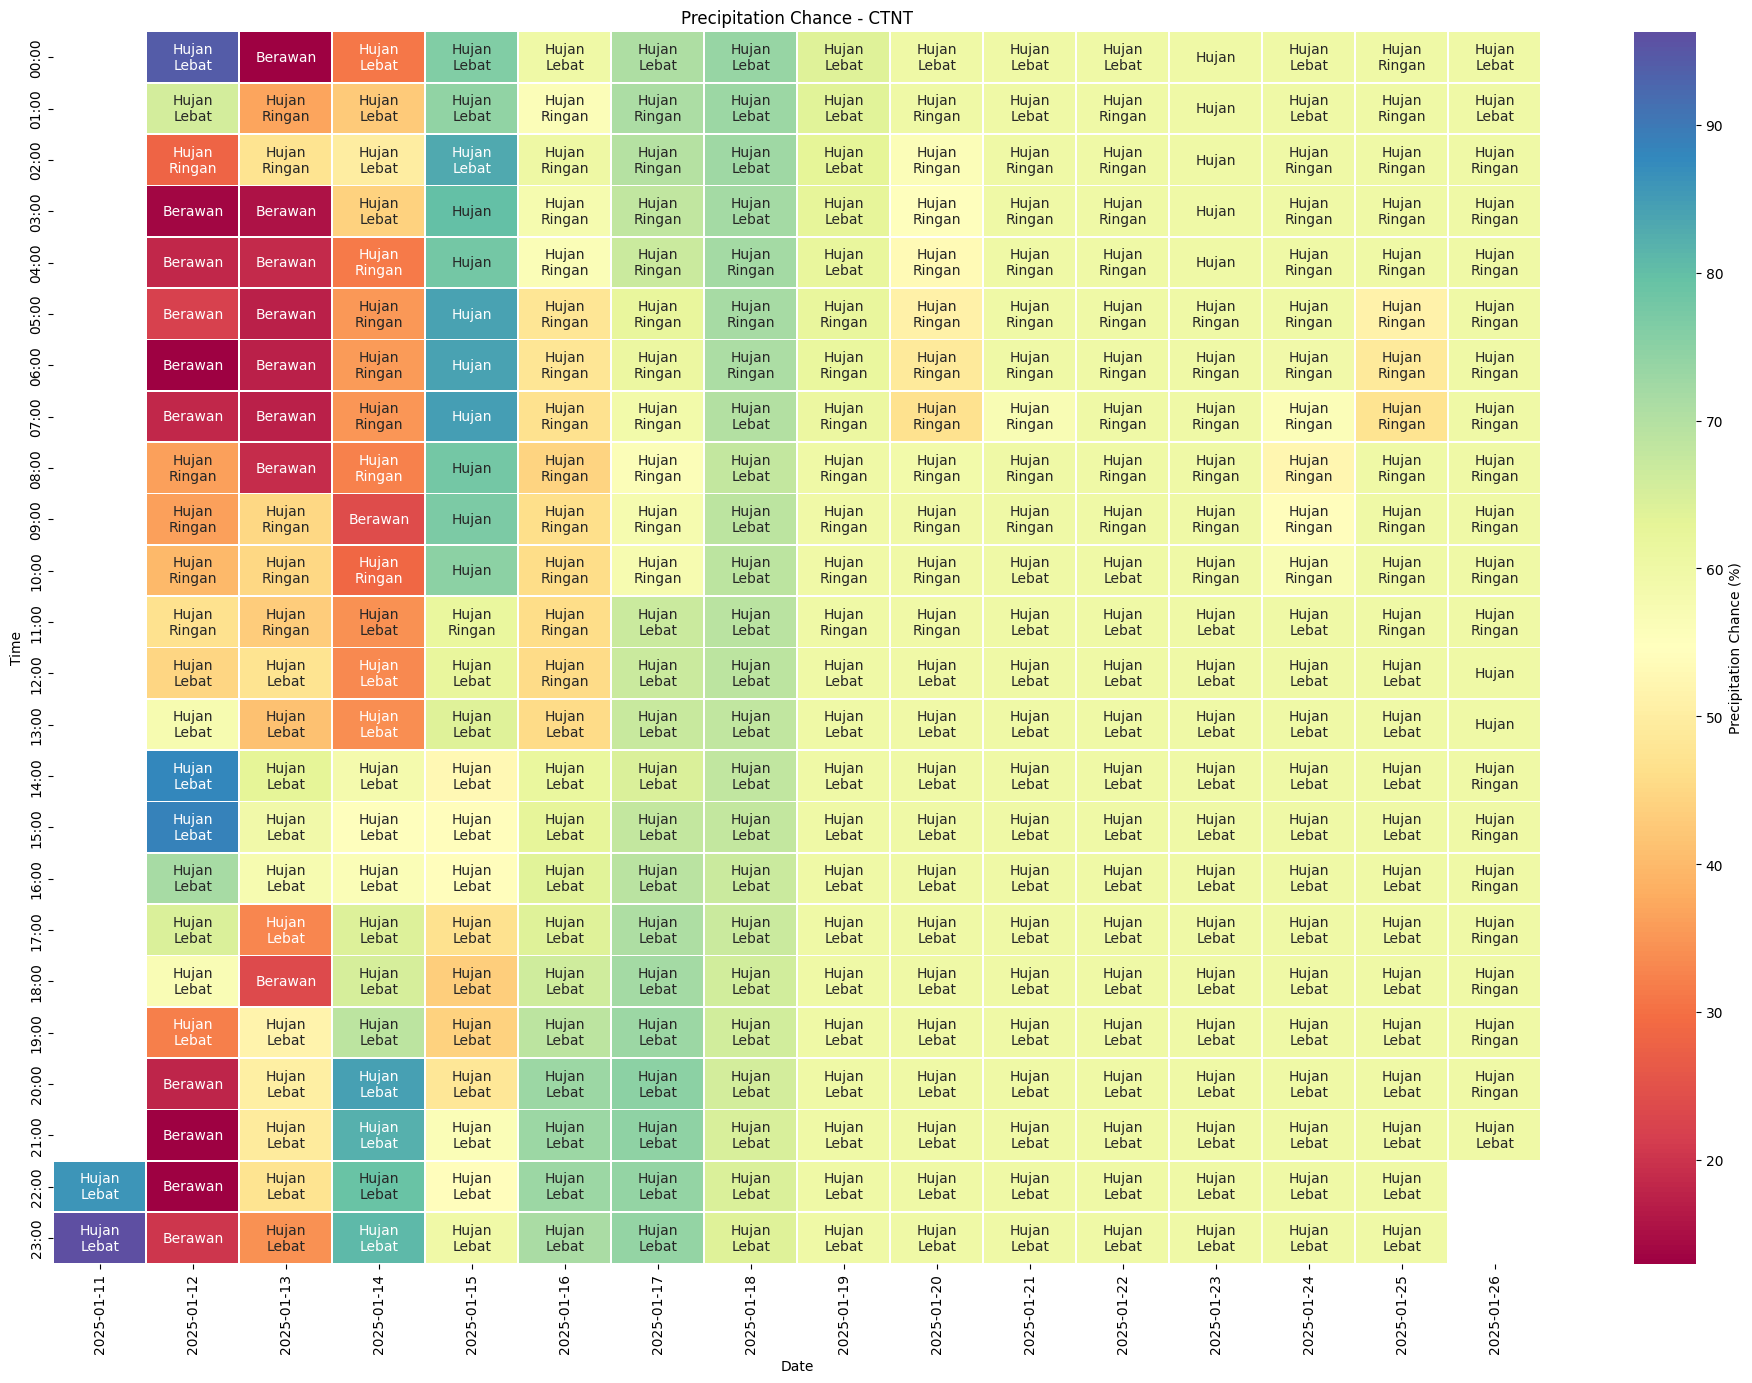 Precipitation Chance - CTNT
Time
00:00 Hujan Lebat Berawan Hujan Lebat Hujan Lebat Hujan Lebat Hujan Lebat Hujan Lebat Hujan Lebat Hujan Lebat Hujan Lebat Hujan Lebat Hujan Hujan Lebat Hujan Ringan Hujan Lebat
01:00 Hujan Lebat Hujan Ringan Hujan Lebat Hujan Lebat Hujan Ringan Hujan Ringan Hujan Lebat Hujan Lebat Hujan Ringan Hujan Lebat Hujan Ringan Hujan Hujan Lebat Hujan Ringan Hujan Lebat
02:00 Hujan Ringan Hujan Ringan Hujan Lebat Hujan Lebat Hujan Ringan Hujan Ringan Hujan Lebat Hujan Lebat Hujan Ringan Hujan Ringan Hujan Ringan Hujan Hujan Ringan Hujan Ringan Hujan Ringan
03:00 Berawan Berawan Hujan Lebat Hujan Hujan Ringan Hujan Ringan Hujan Lebat Hujan Lebat Hujan Ringan Hujan Ringan Hujan Ringan Hujan Hujan Ringan Hujan Ringan Hujan Ringan
04:00 Berawan Berawan Hujan Ringan Hujan Hujan Ringan Hujan Ringan Hujan Ringan Hujan Lebat Hujan Ringan Hujan Ringan Hujan Ringan Hujan Hujan Ringan Hujan Ringan Hujan Ringan
05:00 Berawan Berawan Hujan Ringan Hujan Hujan Ringan Hujan Ringan Hujan Ringan Hujan Ringan Hujan Ringan Hujan Ringan Hujan Ringan Hujan Ringan Hujan Ringan Hujan Ringan Hujan Ringan
06:00 Berawan Berawan Hujan Ringan Hujan Hujan Ringan Hujan Ringan Hujan Ringan Hujan Ringan Hujan Ringan Hujan Ringan Hujan Ringan Hujan Ringan Hujan Ringan Hujan Ringan Hujan Ringan
07:00 Berawan Berawan Hujan Ringan Hujan Hujan Ringan Hujan Ringan Hujan Lebat Hujan Ringan Hujan Ringan Hujan Ringan Hujan Ringan Hujan Ringan Hujan Ringan Hujan Ringan Hujan Ringan
08:00 Hujan Ringan Berawan Hujan Ringan Hujan Hujan Ringan Hujan Ringan Hujan Lebat Hujan Ringan Hujan Ringan Hujan Ringan Hujan Ringan Hujan Ringan Hujan Ringan Hujan Ringan Hujan Ringan
09:00 Hujan Ringan Hujan Ringan Berawan Hujan Hujan Ringan Hujan Ringan Hujan Lebat Hujan Ringan Hujan Ringan Hujan Ringan Hujan Ringan Hujan Ringan Hujan Ringan Hujan Ringan Hujan Ringan
10:00 Hujan Ringan Hujan Ringan Hujan Ringan Hujan Hujan Ringan Hujan Ringan Hujan Lebat Hujan Ringan Hujan Ringan Hujan Lebat Hujan Lebat Hujan Ringan Hujan Ringan Hujan Ringan Hujan Ringan
11:00 Hujan Ringan Hujan Ringan Hujan Lebat Hujan Ringan Hujan Ringan Hujan Lebat Hujan Lebat Hujan Ringan Hujan Ringan Hujan Lebat Hujan Lebat Hujan Lebat Hujan Lebat Hujan Ringan Hujan Ringan
12:00 Hujan Lebat Hujan Lebat Hujan Lebat Hujan Lebat Hujan Ringan Hujan Lebat Hujan Lebat Hujan Lebat Hujan Lebat Hujan Lebat Hujan Lebat Hujan Lebat Hujan Lebat Hujan Lebat Hujan
13:00 Hujan Lebat Hujan Lebat Hujan Lebat Hujan Lebat Hujan Lebat Hujan Lebat Hujan Lebat Hujan Lebat Hujan Lebat Hujan Lebat Hujan Lebat Hujan Lebat Hujan Lebat Hujan Lebat Hujan
14:00 Hujan Lebat Hujan Lebat Hujan Lebat Hujan Lebat Hujan Lebat Hujan Lebat Hujan Lebat Hujan Lebat Hujan Lebat Hujan Lebat Hujan Lebat Hujan Lebat Hujan Lebat Hujan Lebat Hujan Ringan
15:00 Hujan Lebat Hujan Lebat Hujan Lebat Hujan Lebat Hujan Lebat Hujan Lebat Hujan Lebat Hujan Lebat Hujan Lebat Hujan Lebat Hujan Lebat Hujan Lebat Hujan Lebat Hujan Lebat Hujan Ringan
16:00 Hujan Lebat Hujan Lebat Hujan Lebat Hujan Lebat Hujan Lebat Hujan Lebat Hujan Lebat Hujan Lebat Hujan Lebat Hujan Lebat Hujan Lebat Hujan Lebat Hujan Lebat Hujan Lebat Hujan Ringan
17:00 Hujan Lebat Hujan Lebat Hujan Lebat Hujan Lebat Hujan Lebat Hujan Lebat Hujan Lebat Hujan Lebat Hujan Lebat Hujan Lebat Hujan Lebat Hujan Lebat Hujan Lebat Hujan Lebat Hujan Ringan
18:00 Hujan Lebat Berawan Hujan Lebat Hujan Lebat Hujan Lebat Hujan Lebat Hujan Lebat Hujan Lebat Hujan Lebat Hujan Lebat Hujan Lebat Hujan Lebat Hujan Lebat Hujan Lebat Hujan Ringan
19:00 Hujan Lebat Hujan Lebat Hujan Lebat Hujan Lebat Hujan Lebat Hujan Lebat Hujan Lebat Hujan Lebat Hujan Lebat Hujan Lebat Hujan Lebat Hujan Lebat Hujan Lebat Hujan Lebat Hujan Ringan
20:00 Berawan Hujan Lebat Hujan Lebat Hujan Lebat Hujan Lebat Hujan Lebat Hujan Lebat Hujan Lebat Hujan Lebat Hujan Lebat Hujan Lebat Hujan Lebat Hujan Lebat Hujan Lebat Hujan Ringan
21:00 Berawan Hujan Lebat Hujan Lebat Hujan Lebat Hujan Lebat Hujan Lebat Hujan Lebat Hujan Lebat Hujan Lebat Hujan Lebat Hujan Lebat Hujan Lebat Hujan Lebat Hujan Lebat Hujan Lebat
22:00 Hujan Lebat Berawan Hujan Lebat Hujan Lebat Hujan Lebat Hujan Lebat Hujan Lebat Hujan Lebat Hujan Lebat Hujan Lebat Hujan Lebat Hujan Lebat Hujan Lebat Hujan Lebat Hujan Lebat
23:00 Hujan Lebat Berawan Hujan Lebat Hujan Lebat Hujan Lebat Hujan Lebat Hujan Lebat Hujan Lebat Hujan Lebat Hujan Lebat Hujan Lebat Hujan Lebat Hujan Lebat Hujan Lebat Hujan Lebat
2025-01-11 2025-01-12 2025-01-13 2025-01-14 2025-01-15 2025-01-16 2025-01-17 2025-01-18 2025-01-19 2025-01-20 2025-01-21 2025-01-22 2025-01-23 2025-01-24 2025-01-25 2025-01-26
Date
90
80
70
60
50
40
30
20
Precipitation Chance (%)